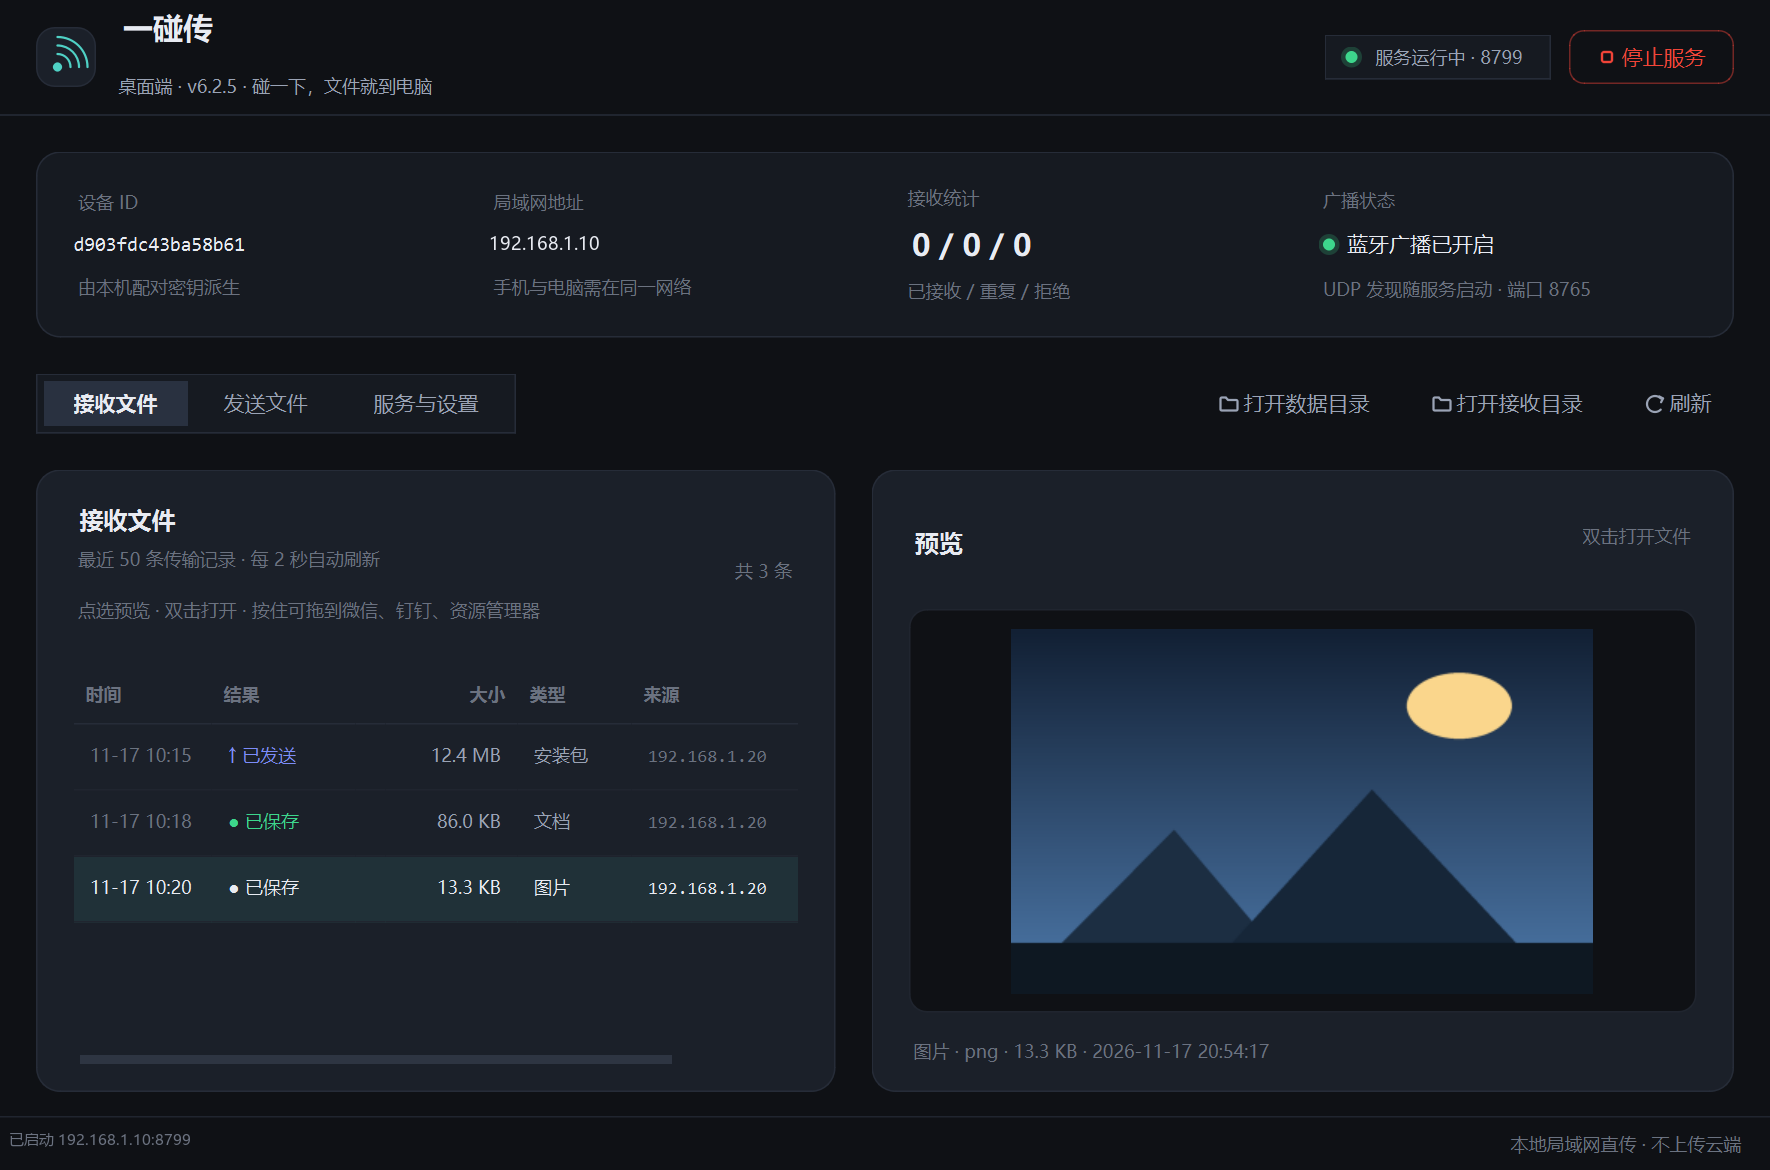 一碰传
桌面端 · v6.2.5 · 碰一下，文件就到电脑
服务运行中 · 8799
停止服务
设备 ID
d903fdc43ba58b61
由本机配对密钥派生
局域网地址
192.168.1.10
手机与电脑需在同一网络
接收统计
0 / 0 / 0
已接收 / 重复 / 拒绝
广播状态
蓝牙广播已开启
UDP 发现随服务启动 · 端口 8765
接收文件 发送文件 服务与设置
打开数据目录 打开接收目录 刷新
接收文件
最近 50 条传输记录 · 每 2 秒自动刷新
共 3 条
点选预览 · 双击打开 · 按住可拖到微信、钉钉、资源管理器
时间 结果 大小 类型 来源
11-17 10:15 ↑ 已发送 12.4 MB 安装包 192.168.1.20
11-17 10:18 ● 已保存 86.0 KB 文档 192.168.1.20
11-17 10:20 ● 已保存 13.3 KB 图片 192.168.1.20
预览
双击打开文件
图片 · png · 13.3 KB · 2026-11-17 20:54:17
已启动 192.168.1.10:8799
本地局域网直传 · 不上传云端